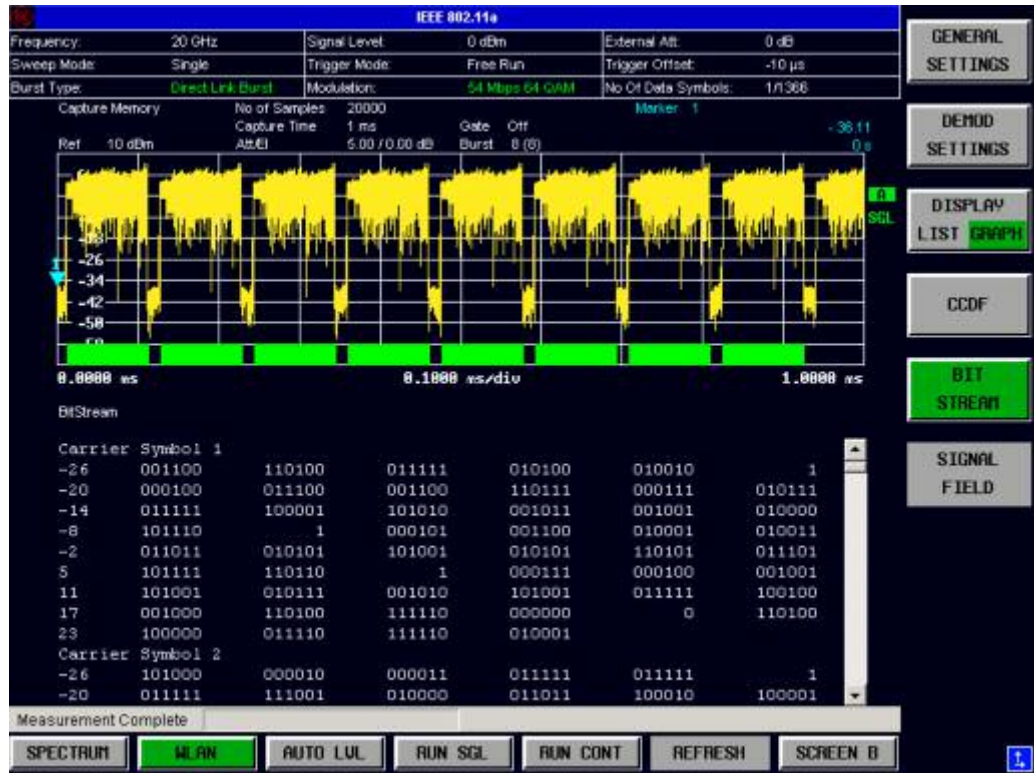 IEEE 802.11a
Frequency: 20 GHz Signal Level: 0 dBm External Att: 0 dB
Sweep Mode: Single Trigger Mode: Free Run Trigger Offset: -10 µs
Burst Type: Direct Link Burst Modulation: 54 Mbps 64 QAM No Of Data Symbols: 1/1366
Capture Memory No of Samples 20000 Marker 1
Capture Time 1 ms Gate Off -36.11
Ref 10 dBm Att/El 5.00 / 0.00 dB Burst 8 (8) 0 s
A
SGL
1
-26
-34
-42
-50
0.0000 ms 0.1000 ms/div 1.0000 ms
BitStream
Carrier Symbol 1
-26 001100 110100 011111 010100 010010 1
-20 000100 011100 001100 110111 000111 010111
-14 011111 100001 101010 001011 001001 010000
-8 101110 1 000101 001100 010001 010011
-2 011011 010101 101001 010101 110101 011101
5 101111 110110 1 000111 000100 001001
11 101001 010111 001010 101001 011111 100100
17 001000 110100 111110 000000 0 110100
23 100000 011110 111110 010001
Carrier Symbol 2
-26 101000 000010 000011 011111 011111 1
-20 011111 111001 010000 011011 100010 100001
Measurement Complete
SPECTRUM WLAN AUTO LVL RUN SGL RUN CONT REFRESH SCREEN B
GENERAL
SETTINGS
DEMOD
SETTINGS
DISPLAY
LIST GRAPH
CCDF
BIT
STREAM
SIGNAL
FIELD